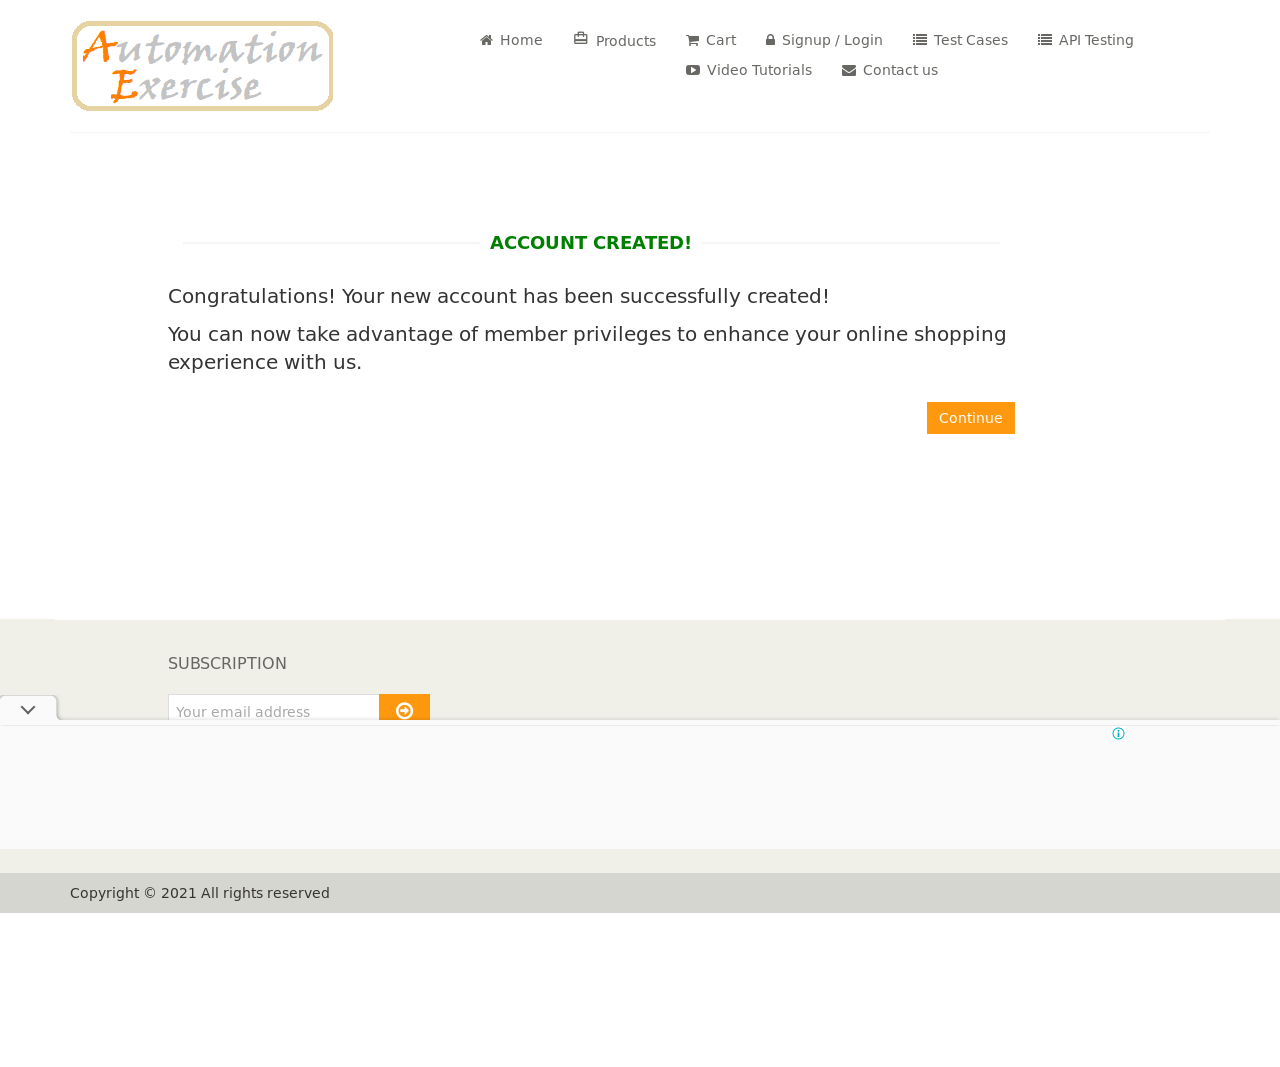 Automation
Exercise
Home
Products
Cart
Signup / Login
Test Cases
API Testing
Video Tutorials
Contact us
ACCOUNT CREATED!
Congratulations! Your new account has been successfully created!
You can now take advantage of member privileges to enhance your online shopping
experience with us.
Continue
SUBSCRIPTION
Your email address
Copyright © 2021 All rights reserved